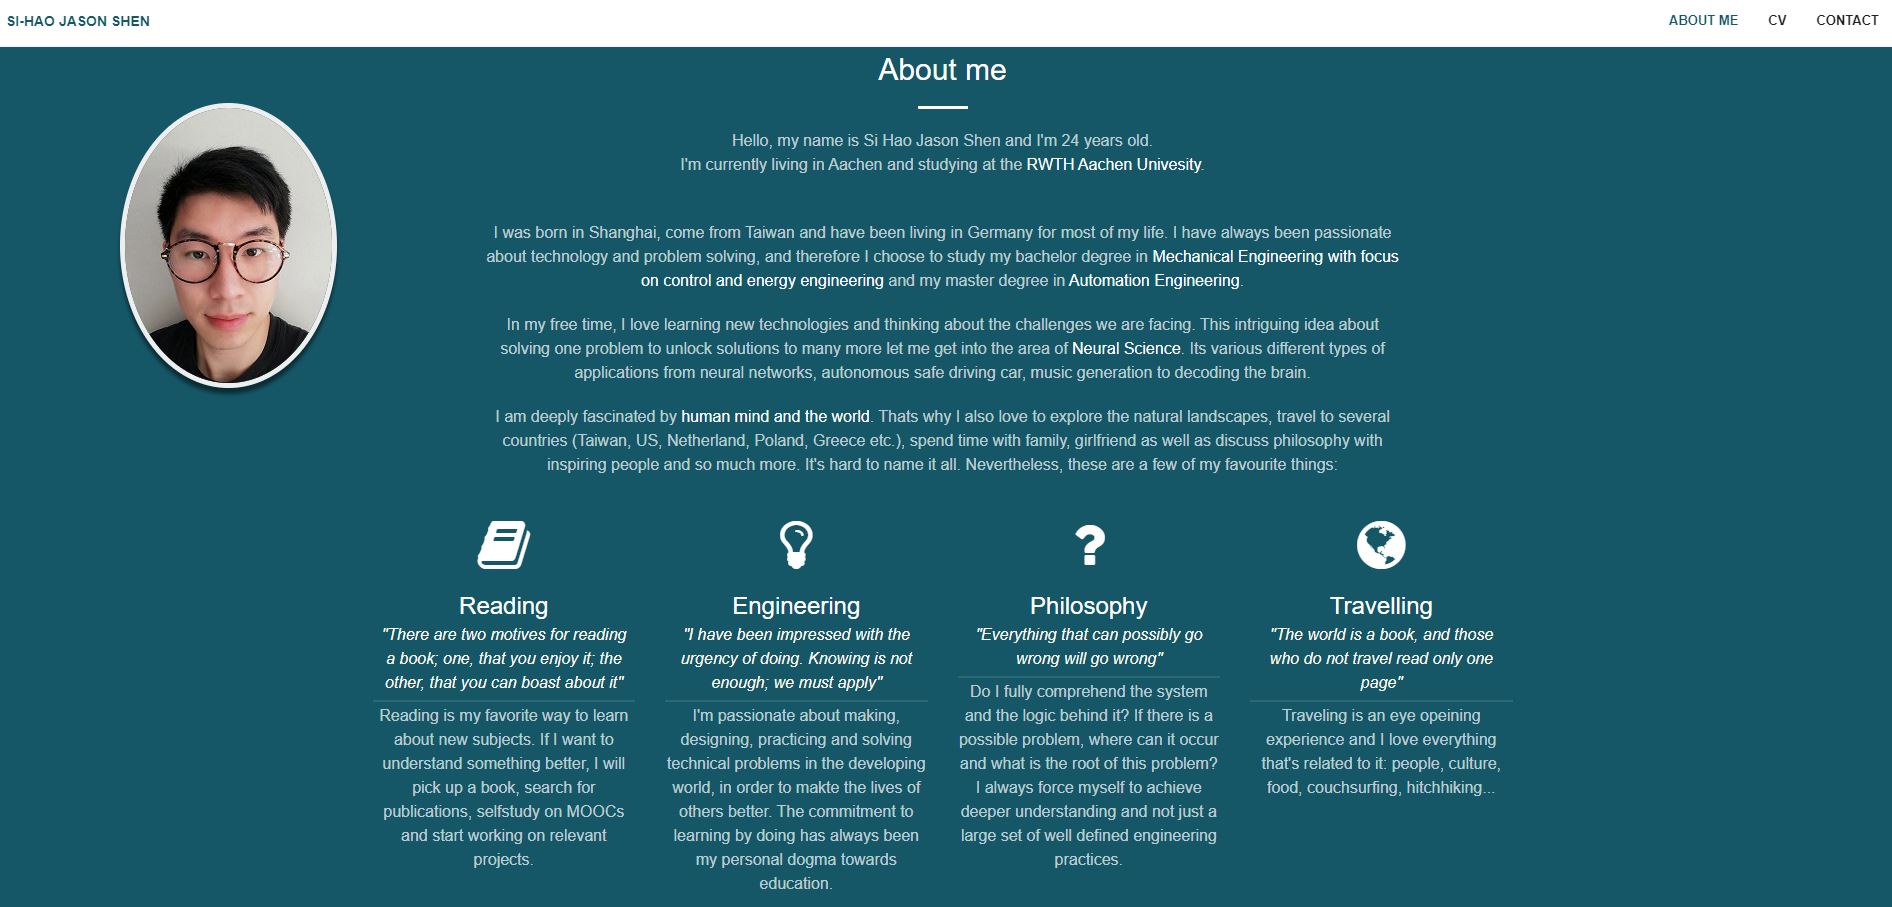 SI-HAO JASON SHEN
ABOUT ME
CV
CONTACT
About me
Hello, my name is Si Hao Jason Shen and I'm 24 years old.
I'm currently living in Aachen and studying at the RWTH Aachen Univesity.
I was born in Shanghai, come from Taiwan and have been living in Germany for most of my life. I have always been passionate
about technology and problem solving, and therefore I choose to study my bachelor degree in Mechanical Engineering with focus
on control and energy engineering and my master degree in Automation Engineering.
In my free time, I love learning new technologies and thinking about the challenges we are facing. This intriguing idea about
solving one problem to unlock solutions to many more let me get into the area of Neural Science. Its various different types of
applications from neural networks, autonomous safe driving car, music generation to decoding the brain.
I am deeply fascinated by human mind and the world. Thats why I also love to explore the natural landscapes, travel to several
countries (Taiwan, US, Netherland, Poland, Greece etc.), spend time with family, girlfriend as well as discuss philosophy with
inspiring people and so much more. It's hard to name it all. Nevertheless, these are a few of my favourite things:
Reading
"There are two motives for reading
a book; one, that you enjoy it; the
other, that you can boast about it"
Reading is my favorite way to learn
about new subjects. If I want to
understand something better, I will
pick up a book, search for
publications, selfstudy on MOOCs
and start working on relevant
projects.
Engineering
"I have been impressed with the
urgency of doing. Knowing is not
enough; we must apply"
I'm passionate about making,
designing, practicing and solving
technical problems in the developing
world, in order to makte the lives of
others better. The commitment to
learning by doing has always been
my personal dogma towards
education.
Philosophy
"Everything that can possibly go
wrong will go wrong"
Do I fully comprehend the system
and the logic behind it? If there is a
possible problem, where can it occur
and what is the root of this problem?
I always force myself to achieve
deeper understanding and not just a
large set of well defined engineering
practices.
Travelling
"The world is a book, and those
who do not travel read only one
page"
Traveling is an eye opeining
experience and I love everything
that's related to it: people, culture,
food, couchsurfing, hitchhiking...